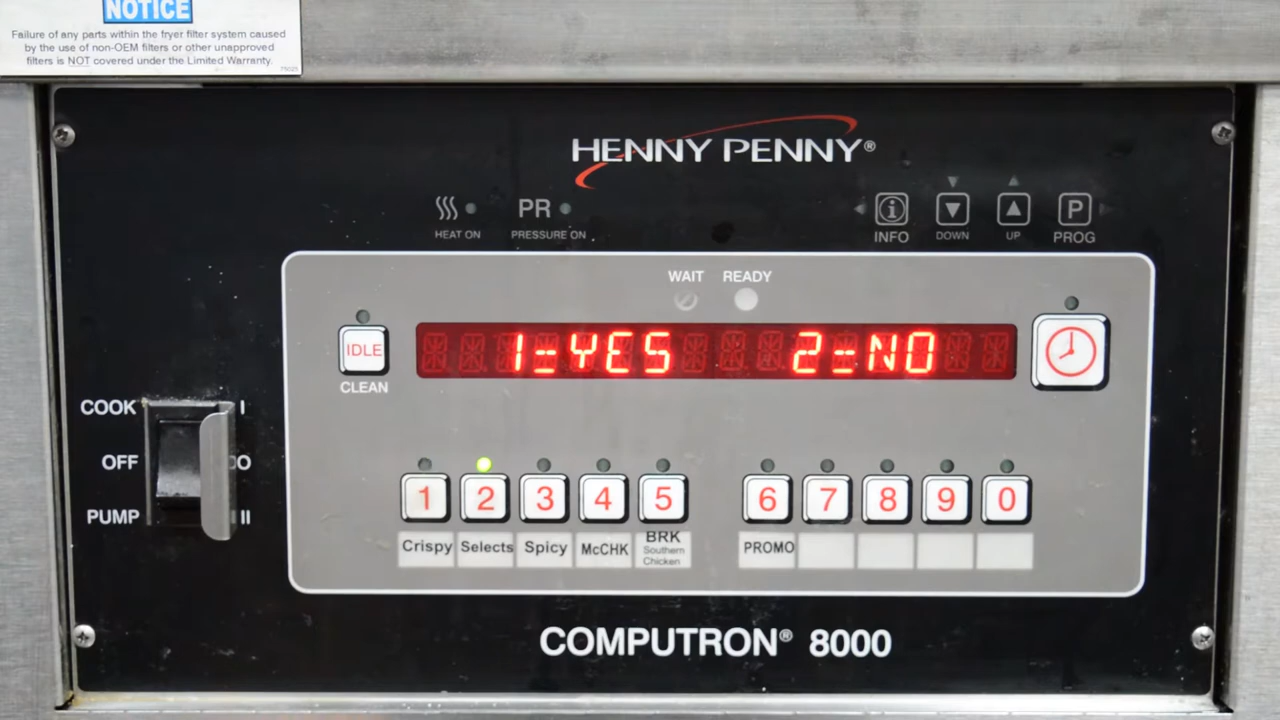 NOTICE
Failure of any parts within the fryer filter system caused
by the use of non-OEM filters or other unapproved
filters is NOT covered under the Limited Warranty.
79025
HENNY PENNY®
HEAT ON
PR
PRESSURE ON
i
INFO
DOWN
UP
P
PROG
WAIT
READY
IDLE
CLEAN
1=YES 2=NO
COOK I
OFF O
PUMP II
1 2 3 4 5 6 7 8 9 0
Crispy Selects Spicy McCHK BRK Southern Chicken PROMO
COMPUTRON® 8000